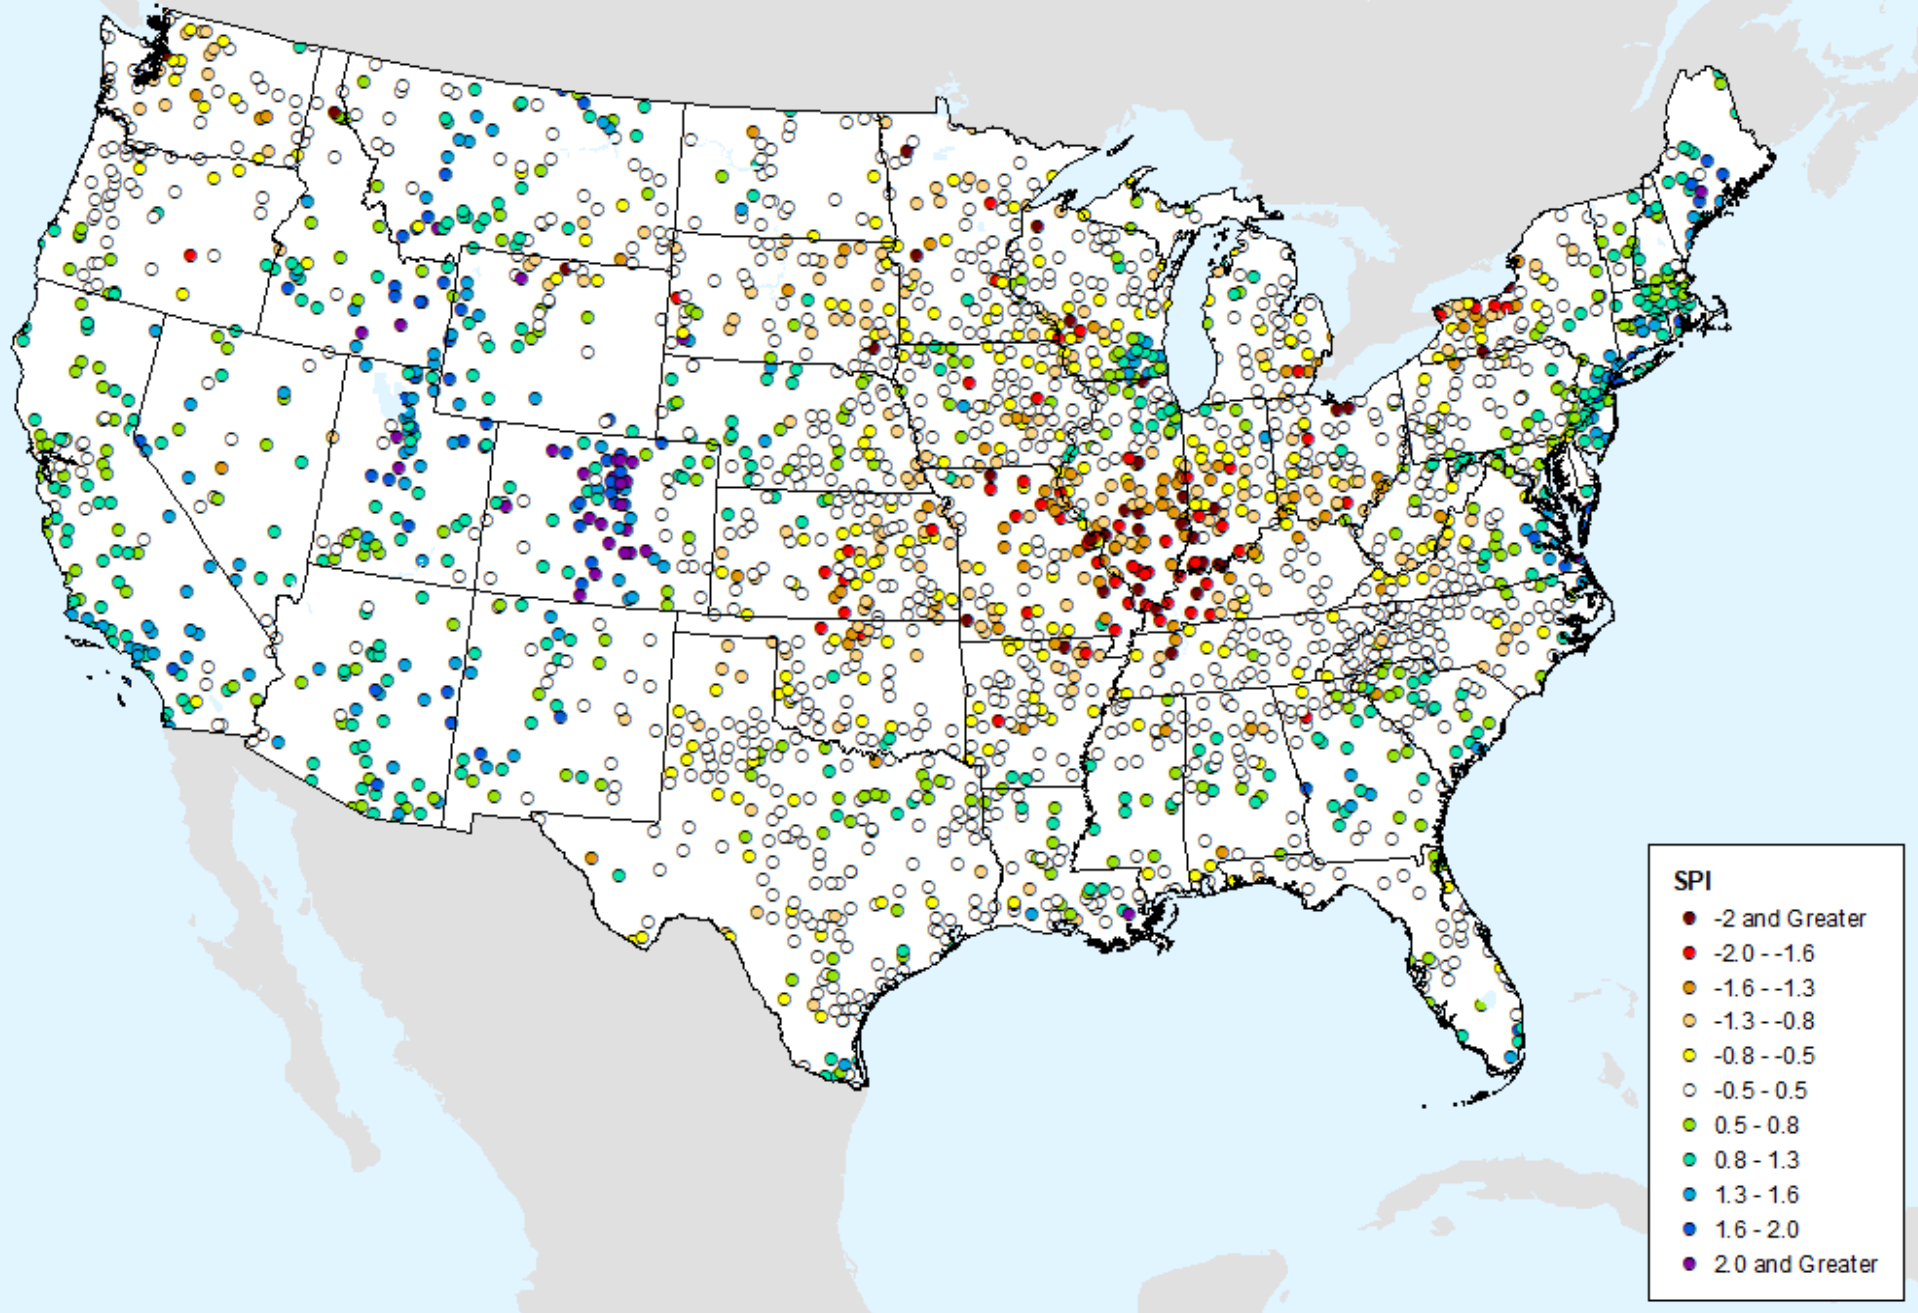 SPI
-2 and Greater
-2.0 - -1.6
-1.6 - -1.3
-1.3 - -0.8
-0.8 - -0.5
-0.5 - 0.5
0.5 - 0.8
0.8 - 1.3
1.3 - 1.6
1.6 - 2.0
2.0 and Greater